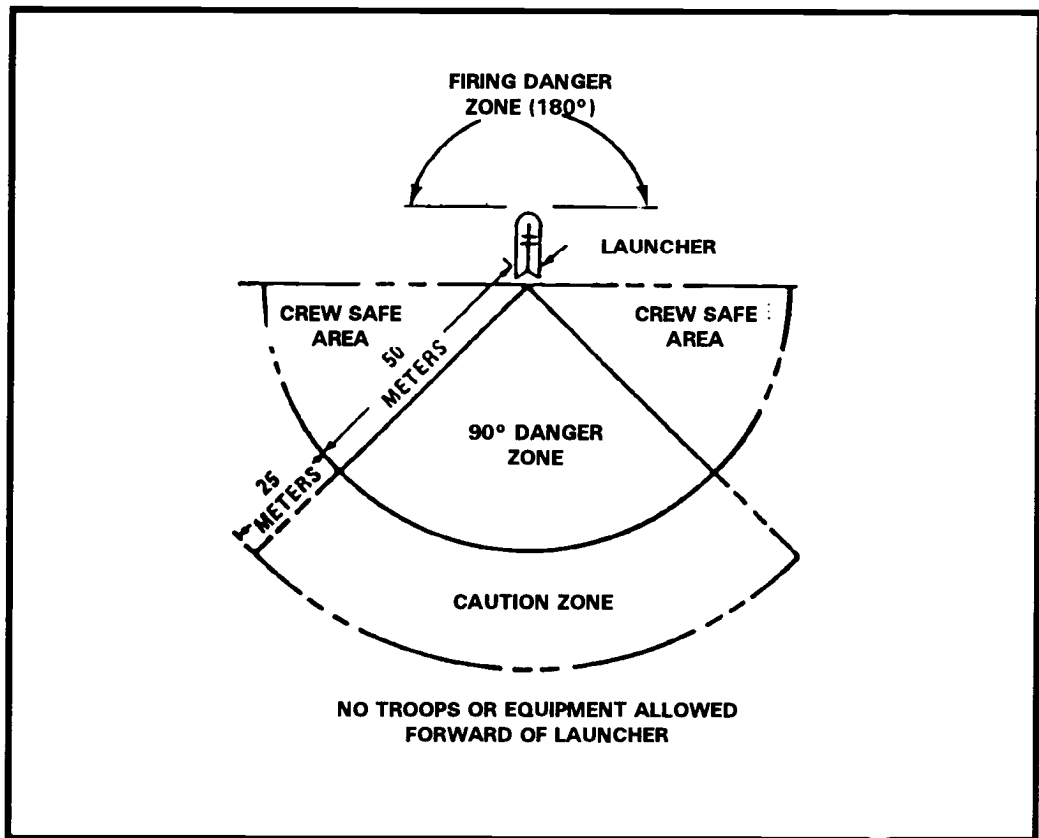 FIRING DANGER
ZONE (180°)
LAUNCHER
CREW SAFE
AREA
CREW SAFE
AREA
50
METERS
90° DANGER
ZONE
25
METERS
CAUTION ZONE
NO TROOPS OR EQUIPMENT ALLOWED
FORWARD OF LAUNCHER